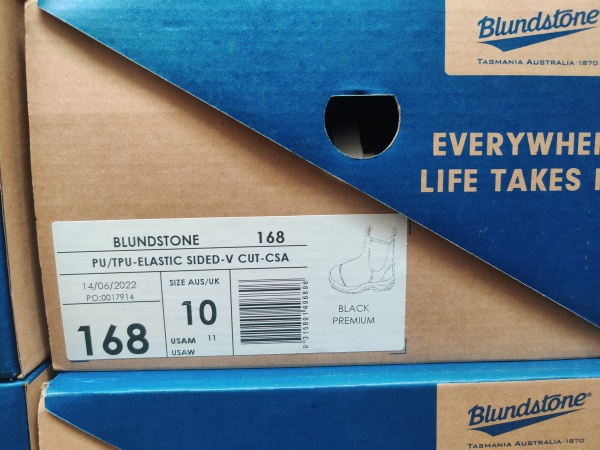 Blundstone
TASMANIA AUSTRALIA·1870
EVERYWHE
LIFE TAKES
BLUNDSTONE 168
PU/TPU-ELASTIC SIDED-V CUT-CSA
14/06/2022
PO:0017914
168
SIZE AUS/UK
10
USAM 11
USAW
BLACK
PREMIUM
Blundstone®
TASMANIA AUSTRALIA·1870